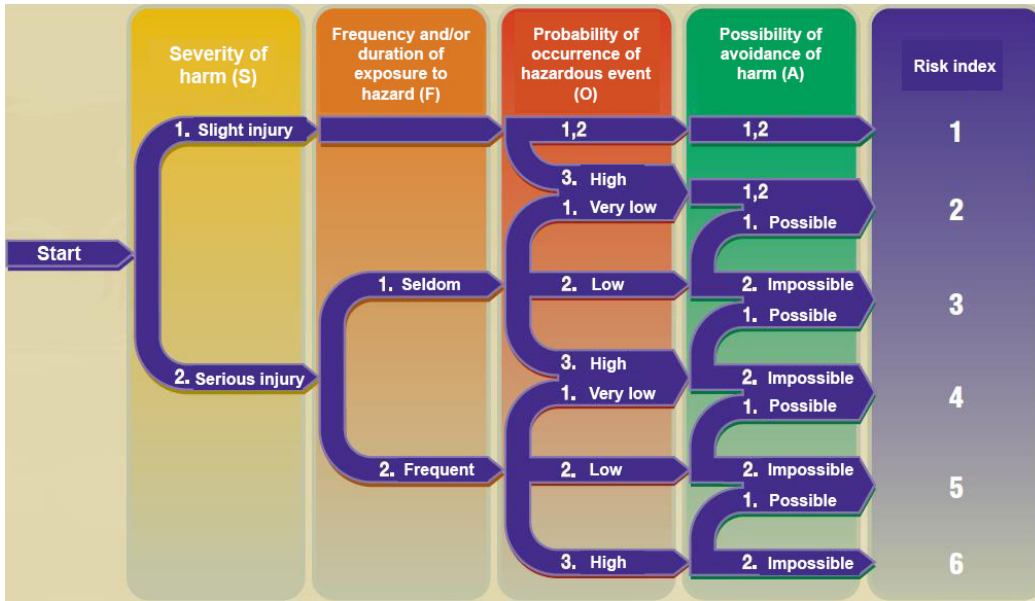 Severity of
harm (S)
Frequency and/or
duration of
exposure to
hazard (F)
Probability of
occurrence of
hazardous event
(O)
Possibility of
avoidance of
harm (A)
Risk index
1. Slight injury
1,2
1,2
1
3. High
1. Very low
1,2
1. Possible
2
Start
1. Seldom
2. Low
2. Impossible
1. Possible
3
2. Serious injury
3. High
1. Very low
2. Impossible
1. Possible
4
2. Frequent
2. Low
2. Impossible
1. Possible
5
3. High
2. Impossible
6